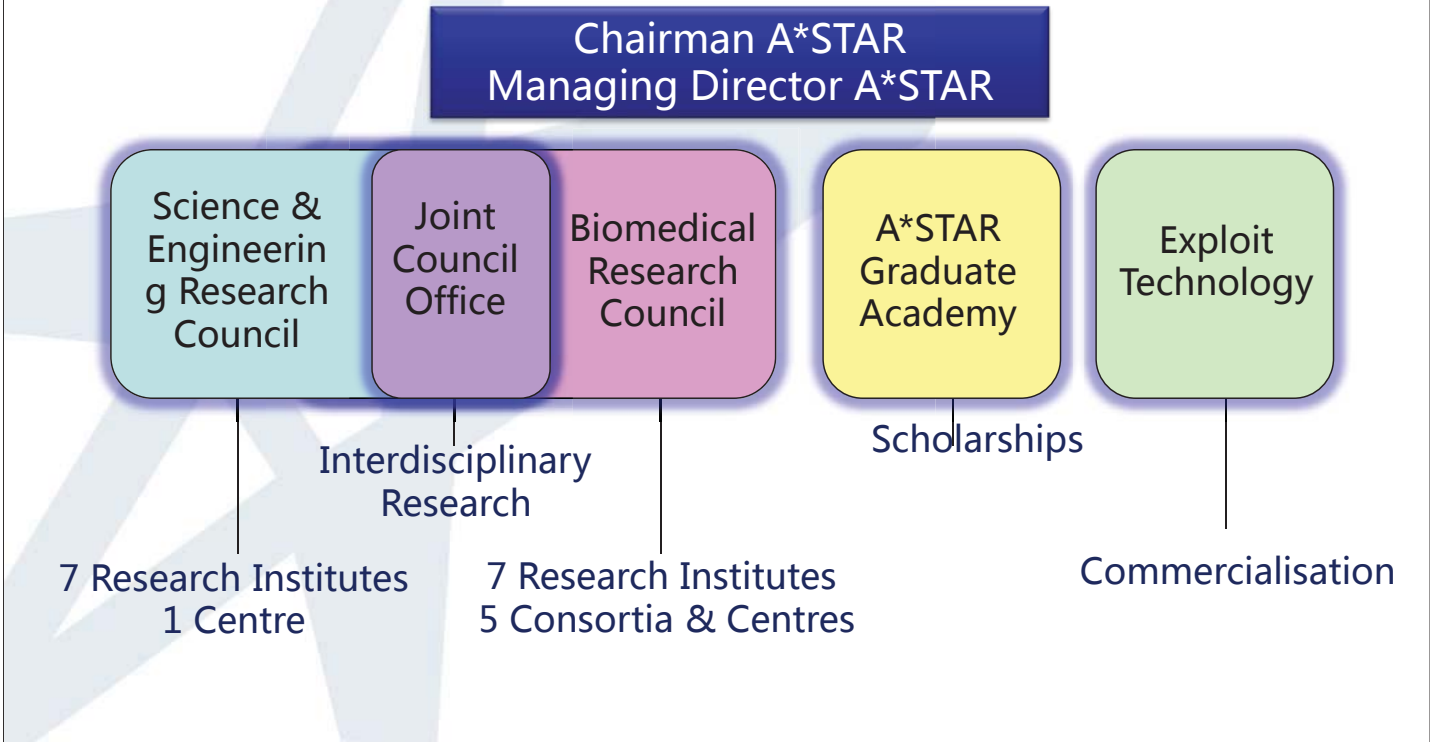 Chairman A*STAR
Managing Director A*STAR
Science &
Engineerin
g Research
Council
Joint
Council
Office
Biomedical
Research
Council
A*STAR
Graduate
Academy
Exploit
Technology
Interdisciplinary
Research
Scholarships
7 Research Institutes
1 Centre
7 Research Institutes
5 Consortia & Centres
Commercialisation